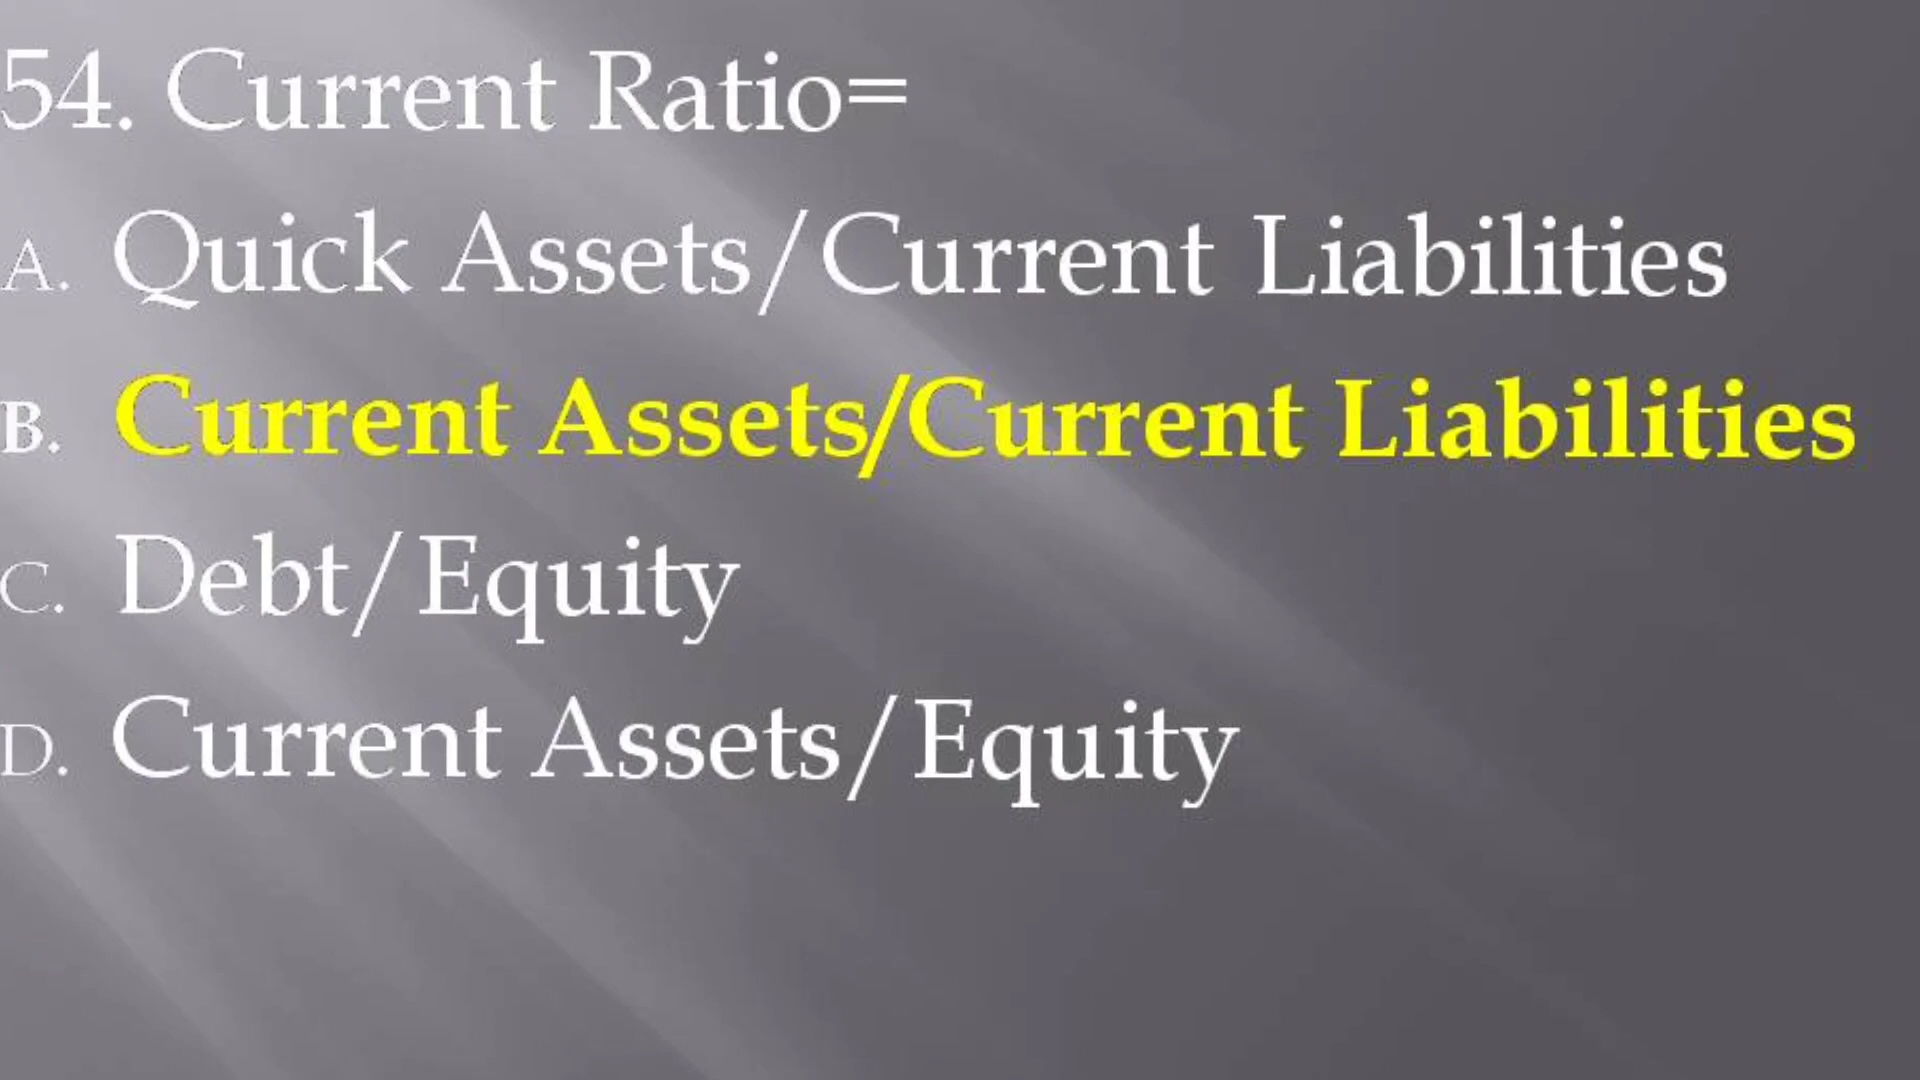 54. Current Ratio=
A. Quick Assets/Current Liabilities
B. Current Assets/Current Liabilities
C. Debt/Equity
D. Current Assets/Equity